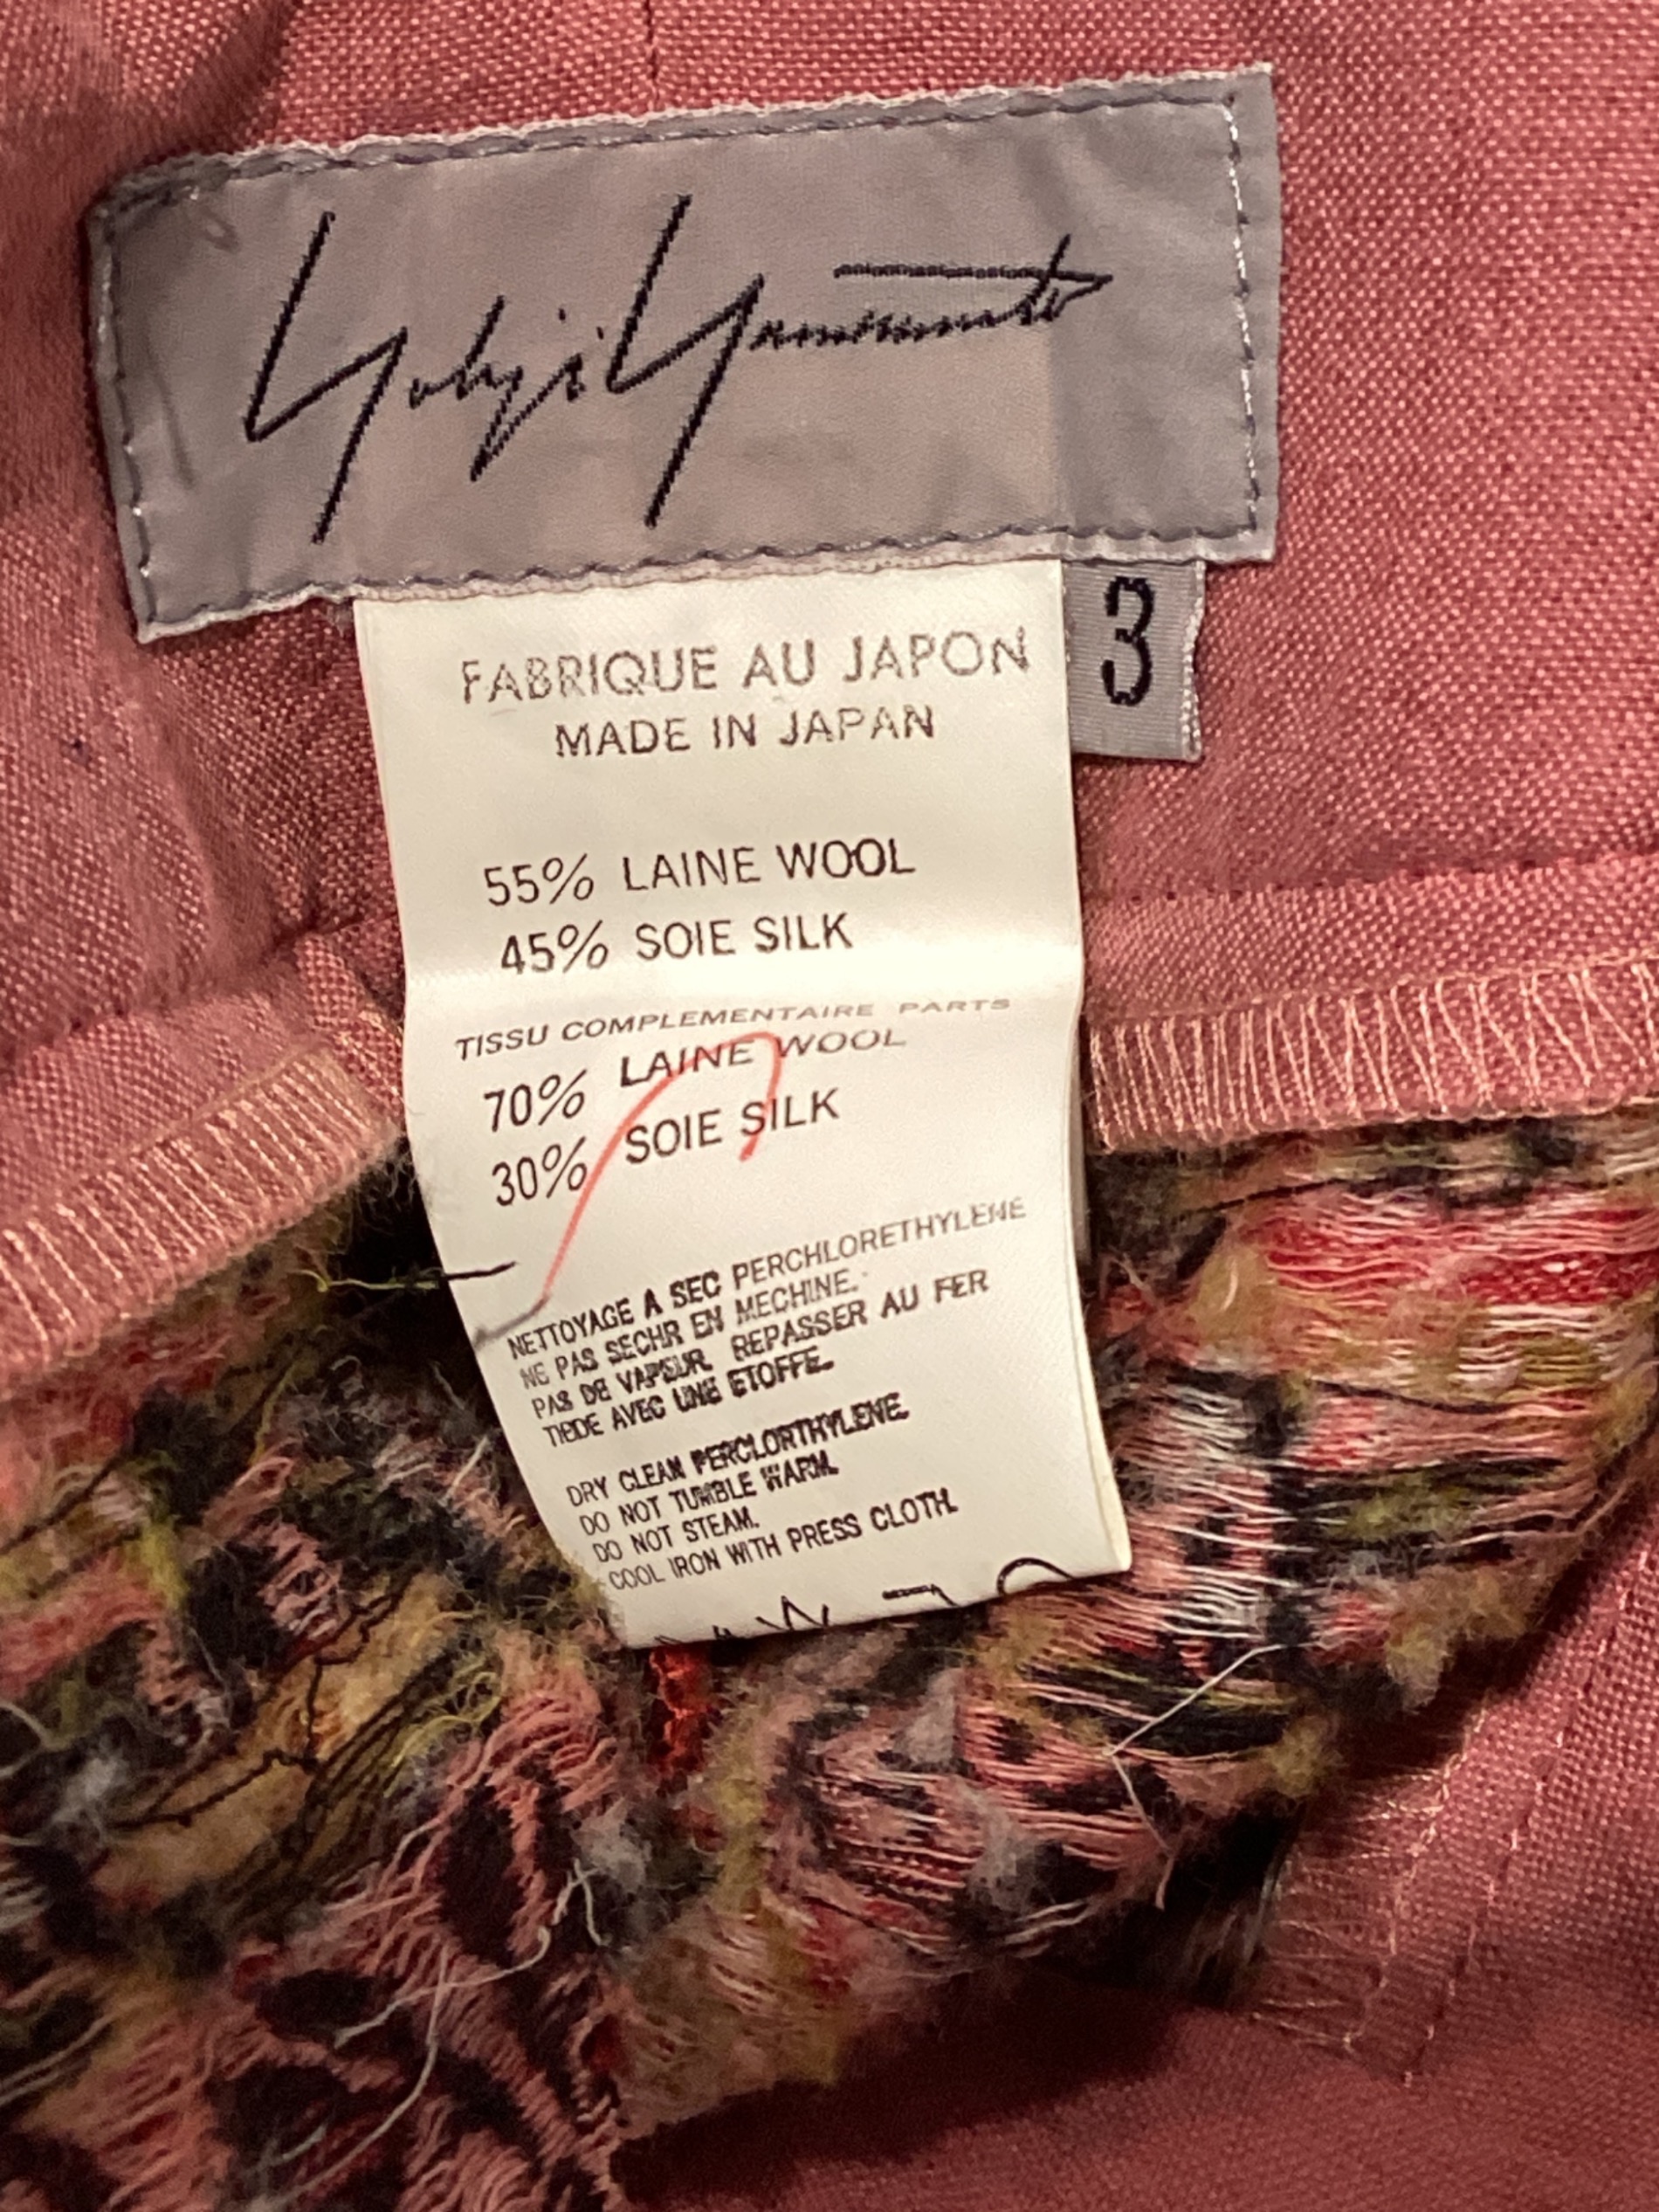 Yohji Yamamoto
3
FABRIQUE AU JAPON
MADE IN JAPAN
55% LAINE WOOL
45% SOIE SILK
TISSU COMPLEMENTAIRE PARTS
70% LAINE WOOL
30% SOIE SILK
NETTOYAGE A SEC PERCHLORETHYLENE
NE PAS SECHR EN MECHINE.
PAS DE VAPSUR. REPASSER AU FER
TIEDE AVEC UNE ETOFFE.
DRY CLEAN PERCLORTHYLENE.
DO NOT TUMBLE WARM.
DO NOT STEAM.
COOL IRON WITH PRESS CLOTH.